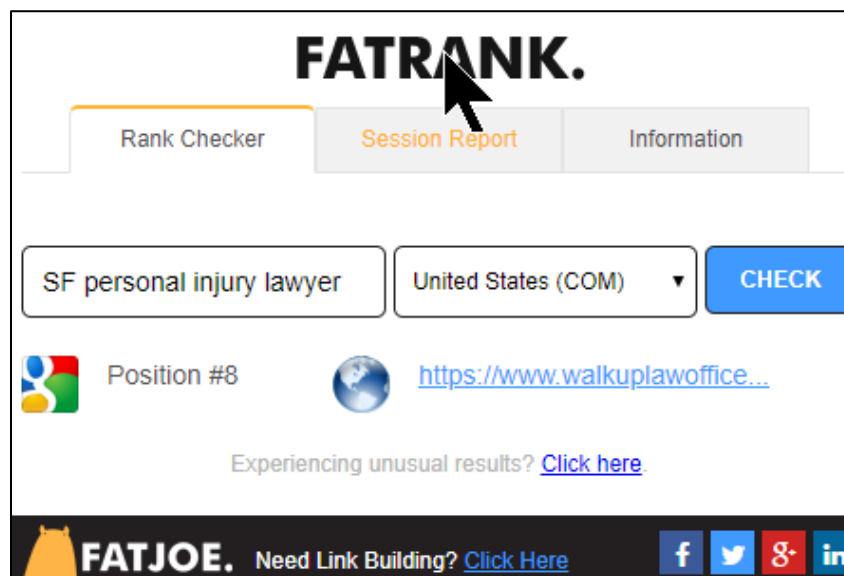 FATRANK.
Rank Checker Session Report Information
SF personal injury lawyer United States (COM) CHECK
Position #8 https://www.walkuplawoffice...
Experiencing unusual results? Click here.
FATJOE. Need Link Building? Click Here f g+ in